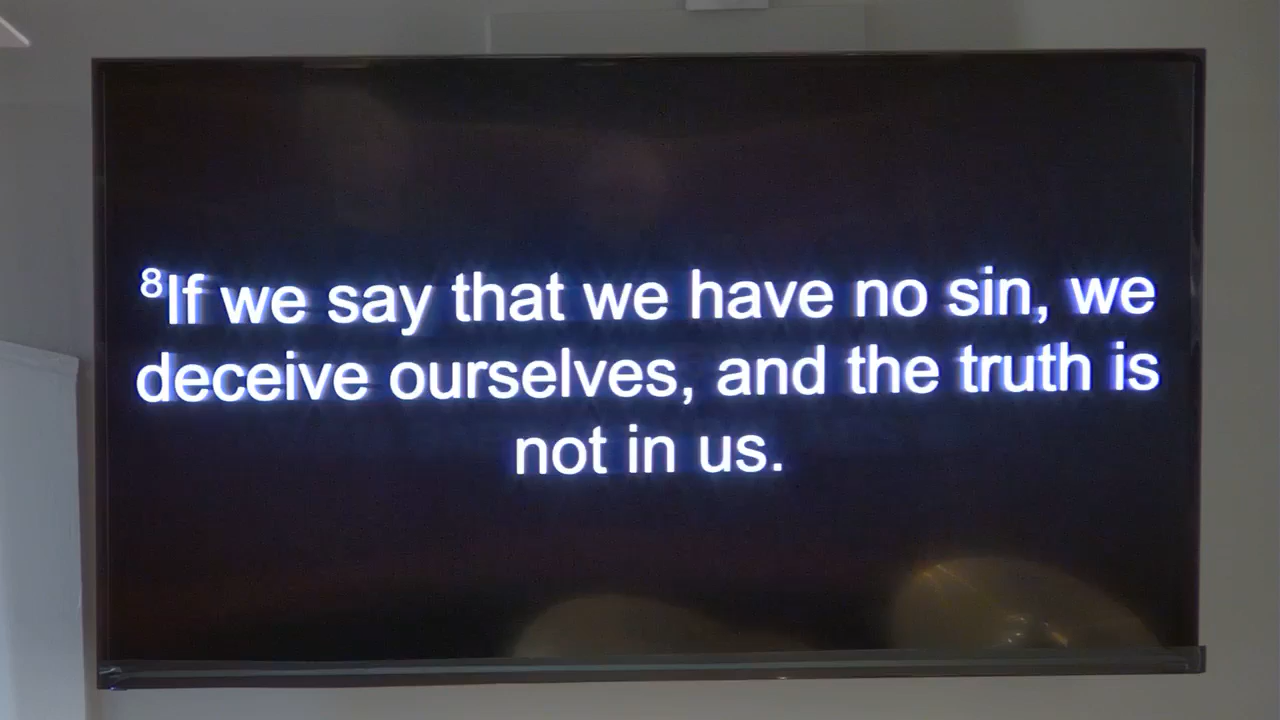 ⁸If we say that we have no sin, we
deceive ourselves, and the truth is
not in us.